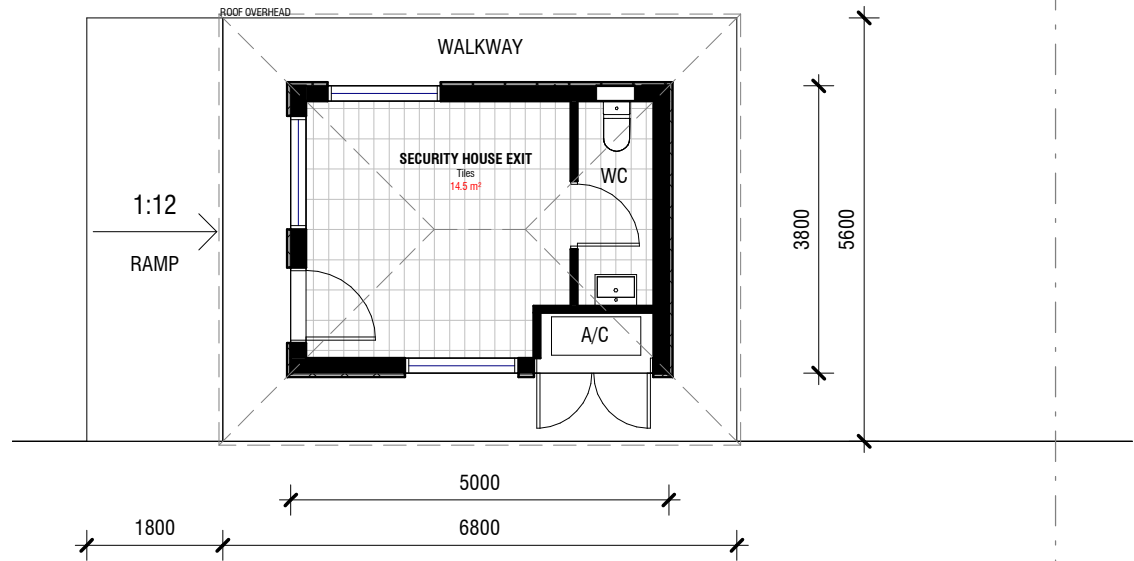 ROOF OVERHEAD
WALKWAY
SECURITY HOUSE EXIT
Tiles
14.5 m²
WC
1:12
RAMP
A/C
3800
5600
5000
1800
6800